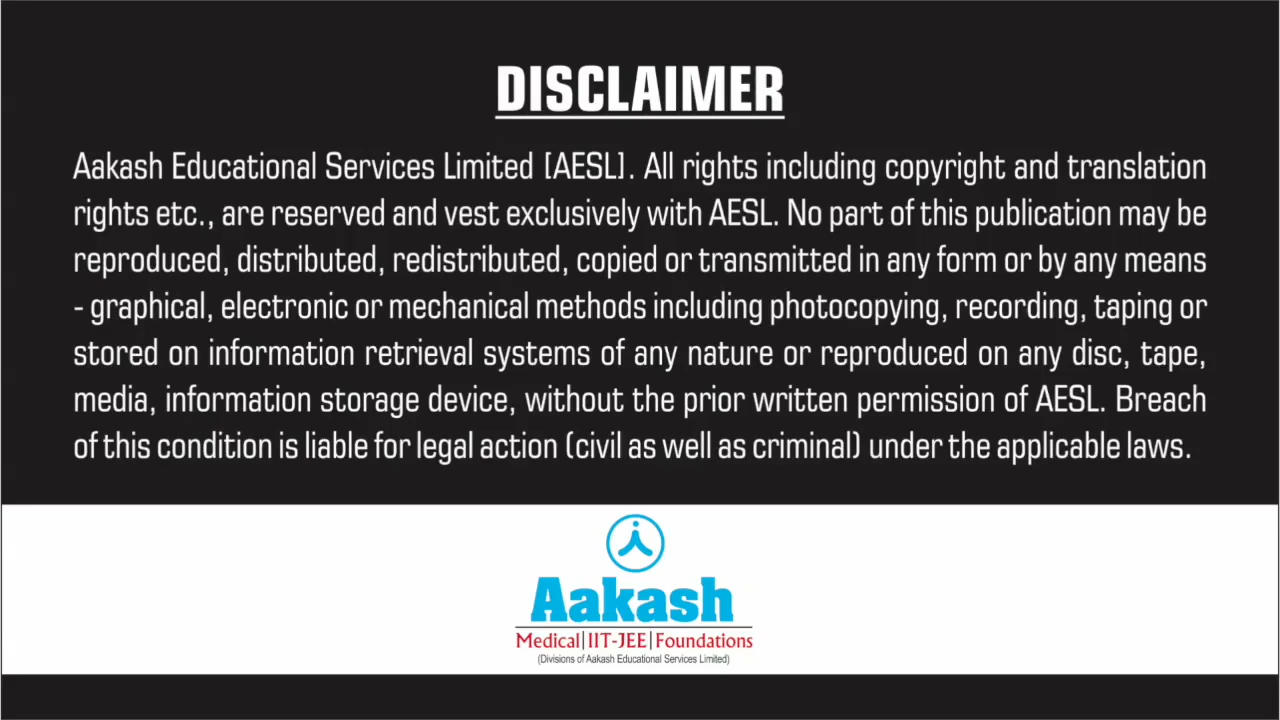 DISCLAIMER
Aakash Educational Services Limited [AESL]. All rights including copyright and translation
rights etc., are reserved and vest exclusively with AESL. No part of this publication may be
reproduced, distributed, redistributed, copied or transmitted in any form or by any means
- graphical, electronic or mechanical methods including photocopying, recording, taping or
stored on information retrieval systems of any nature or reproduced on any disc, tape,
media, information storage device, without the prior written permission of AESL. Breach
of this condition is liable for legal action (civil as well as criminal) under the applicable laws.
Aakash
Medical|IIT-JEE|Foundations
(Divisions of Aakash Educational Services Limited)